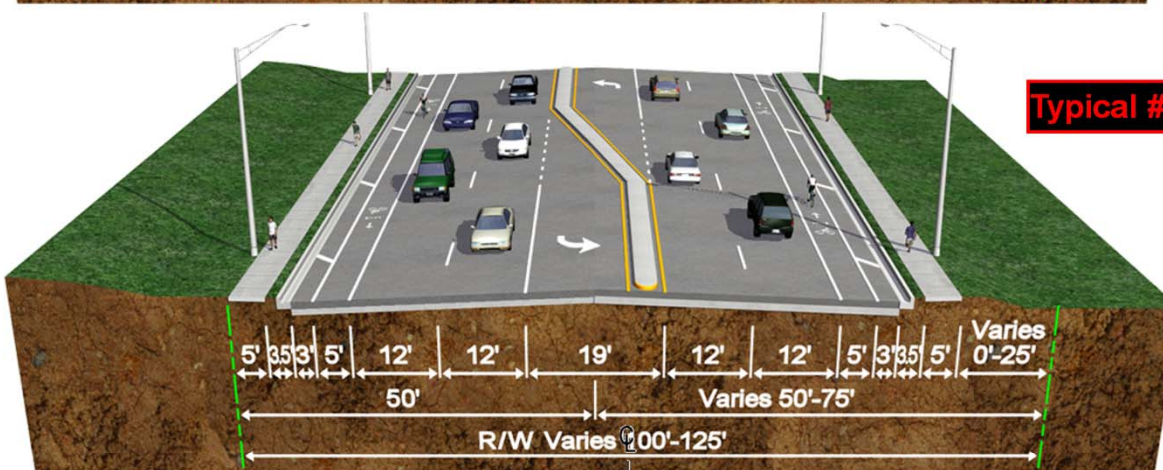 Typical #
Varies
5' 3.5' 3' 5' 12' 12' 19' 12' 12' 5' 3' 3.5' 5' 0'-25'
50' Varies 50'-75'
R/W Varies 100'-125'